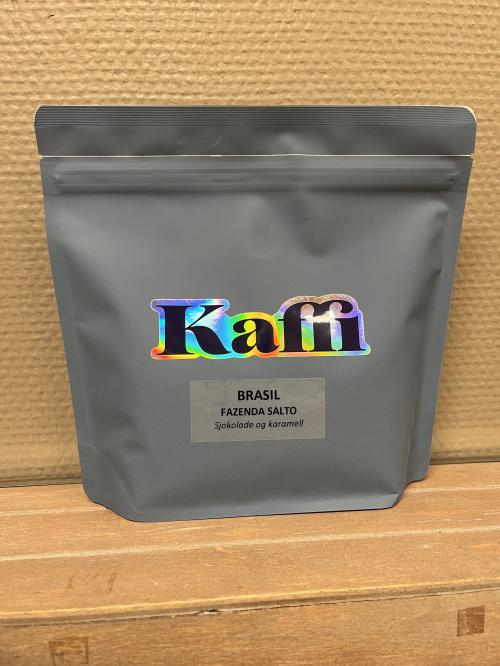 Kaffi
BRASIL
FAZENDA SALTO
Sjokolade og karamell